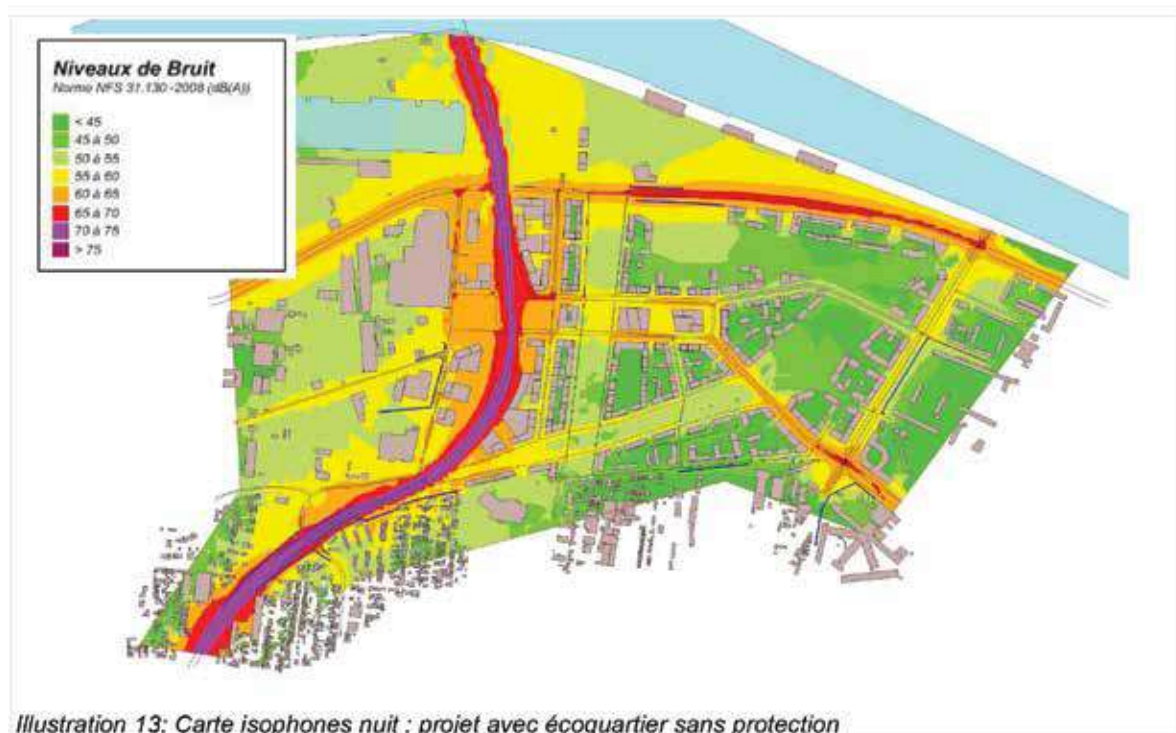 Niveaux de Bruit
Norme NFS 31.130 -2008 (dB(A))
< 45
45 à 50
50 à 55
55 à 60
60 à 65
65 à 70
70 à 75
> 75
Illustration 13: Carte isophones nuit : projet avec écoquartier sans protection